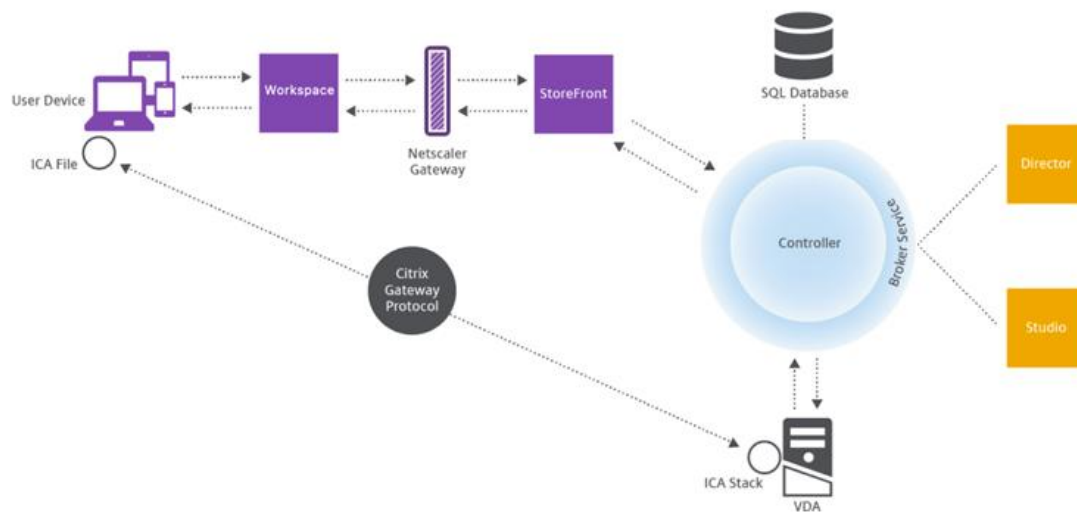 User Device
ICA File
Workspace
Netscaler
Gateway
StoreFront
SQL Database
Controller
Broker Service
Director
Studio
Citrix
Gateway
Protocol
ICA Stack
VDA